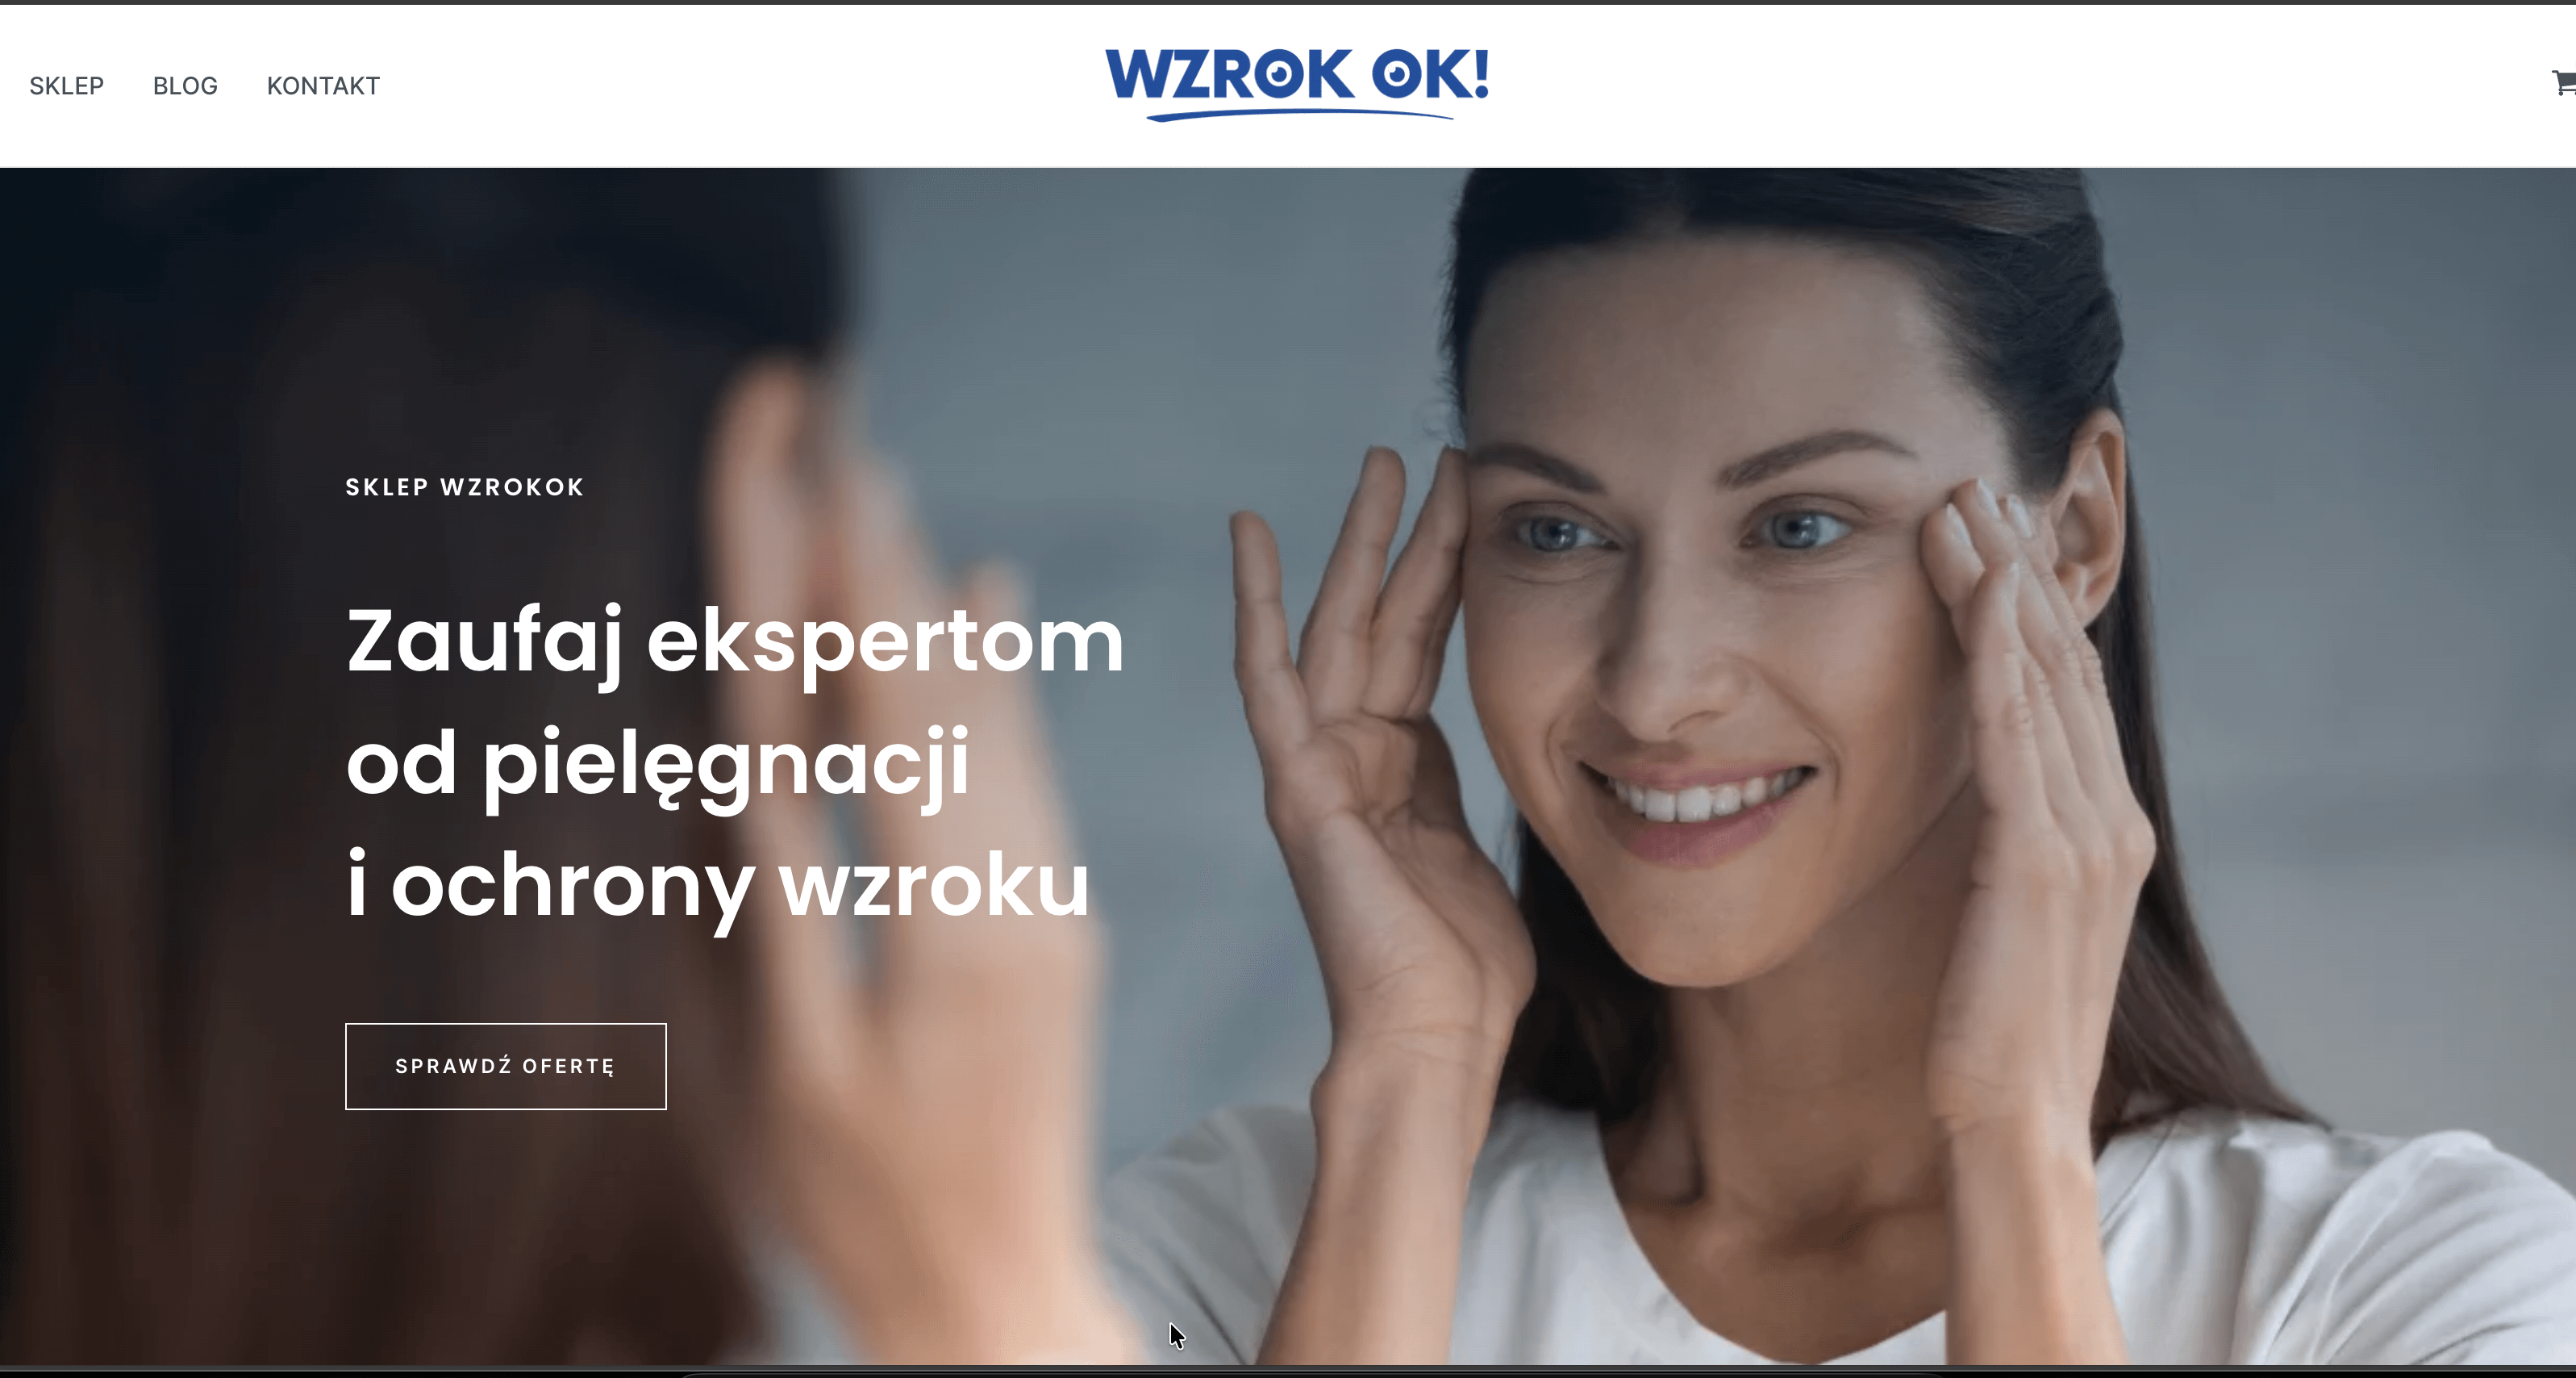 SKLEP BLOG KONTAKT
WZROK OK!
SKLEP WZROKOK
Zaufaj ekspertom
od pielęgnacji
i ochrony wzroku
SPRAWDŹ OFERTĘ